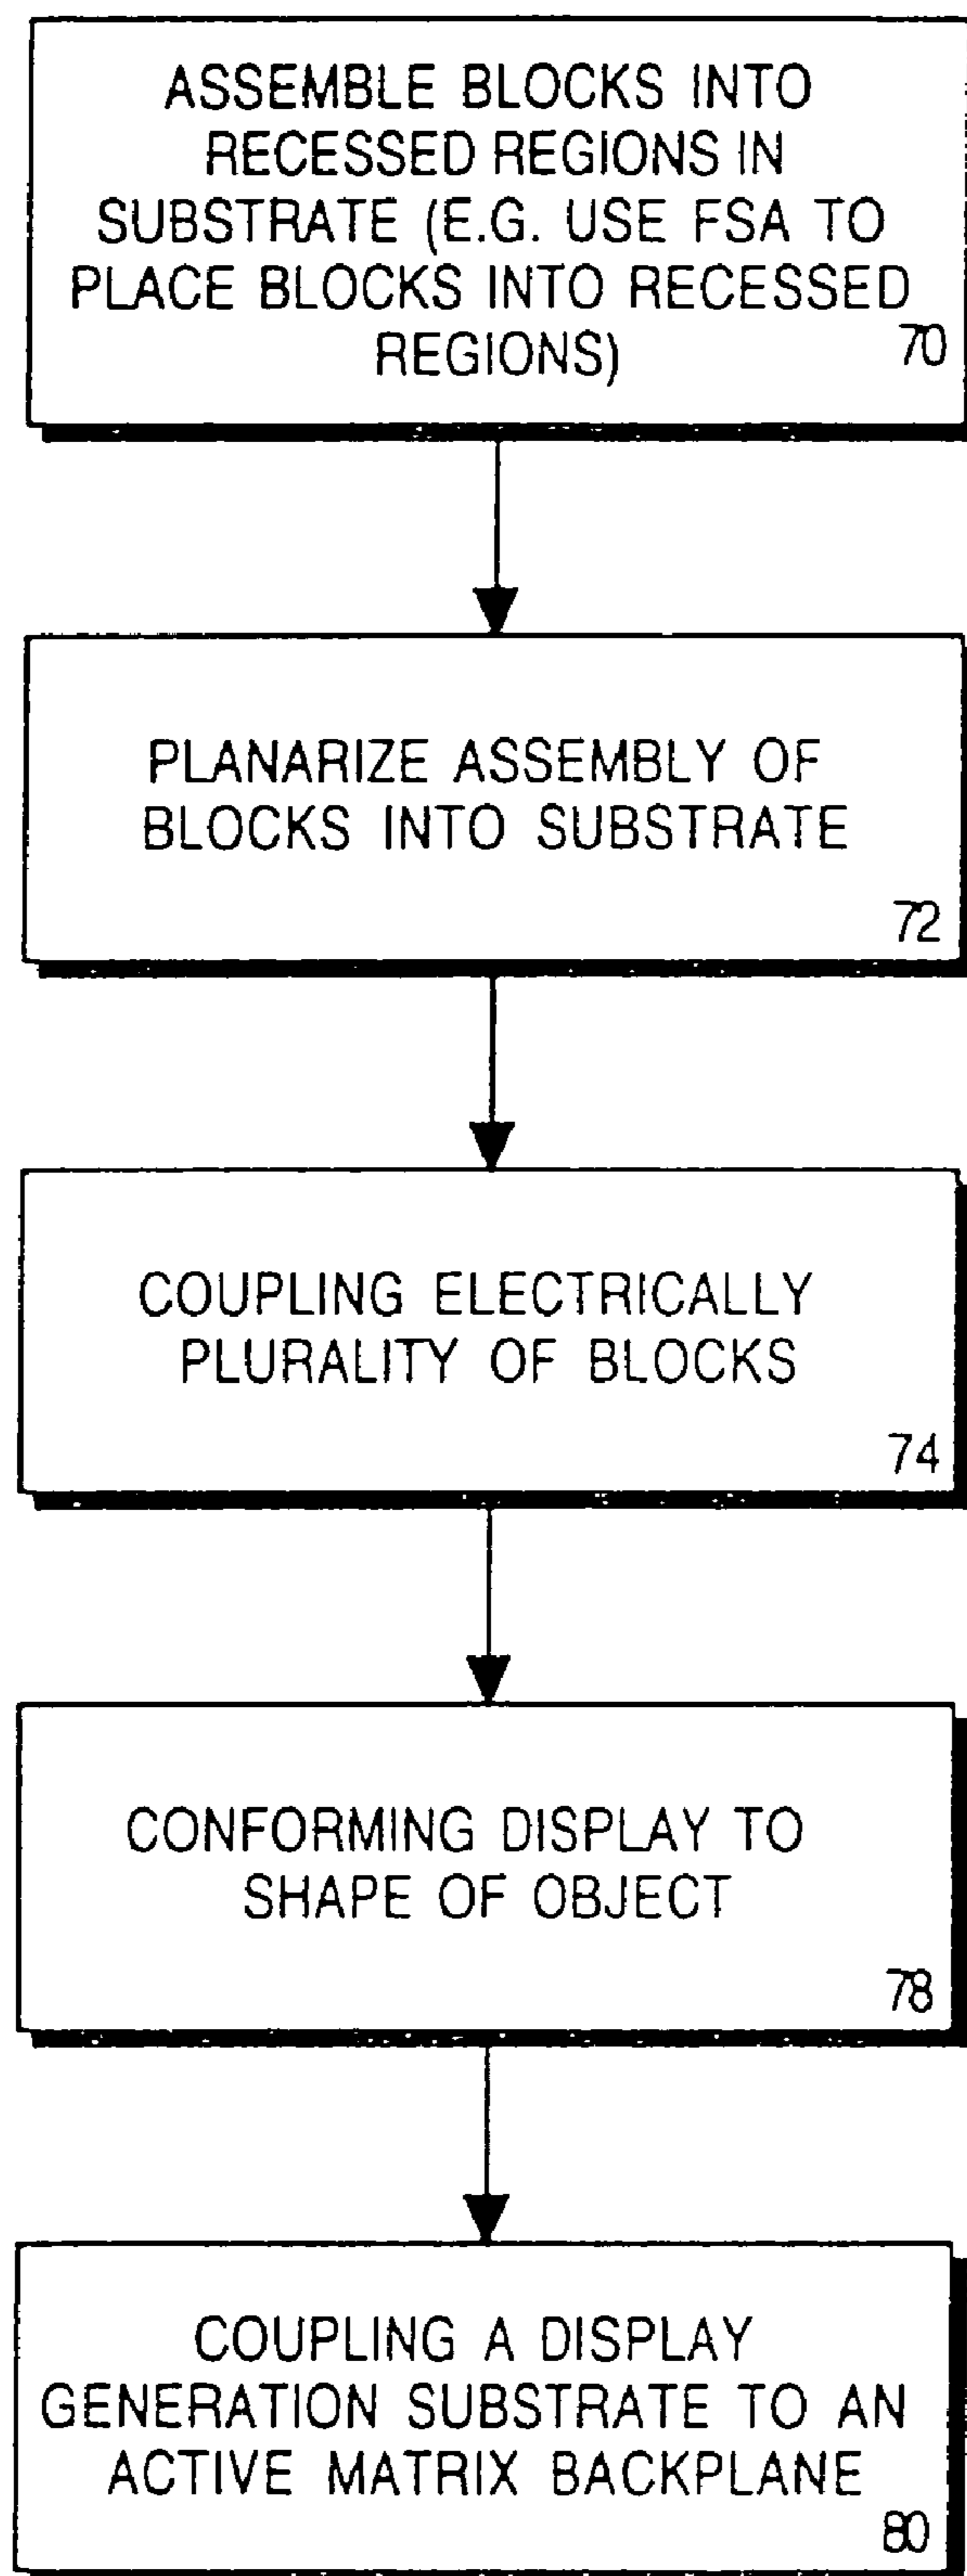 ASSEMBLE BLOCKS INTO
RECESSED REGIONS IN
SUBSTRATE (E.G. USE FSA TO
PLACE BLOCKS INTO RECESSED
REGIONS)
70
PLANARIZE ASSEMBLY OF
BLOCKS INTO SUBSTRATE
72
COUPLING ELECTRICALLY
PLURALITY OF BLOCKS
74
CONFORMING DISPLAY TO
SHAPE OF OBJECT
78
COUPLING A DISPLAY
GENERATION SUBSTRATE TO AN
ACTIVE MATRIX BACKPLANE
80